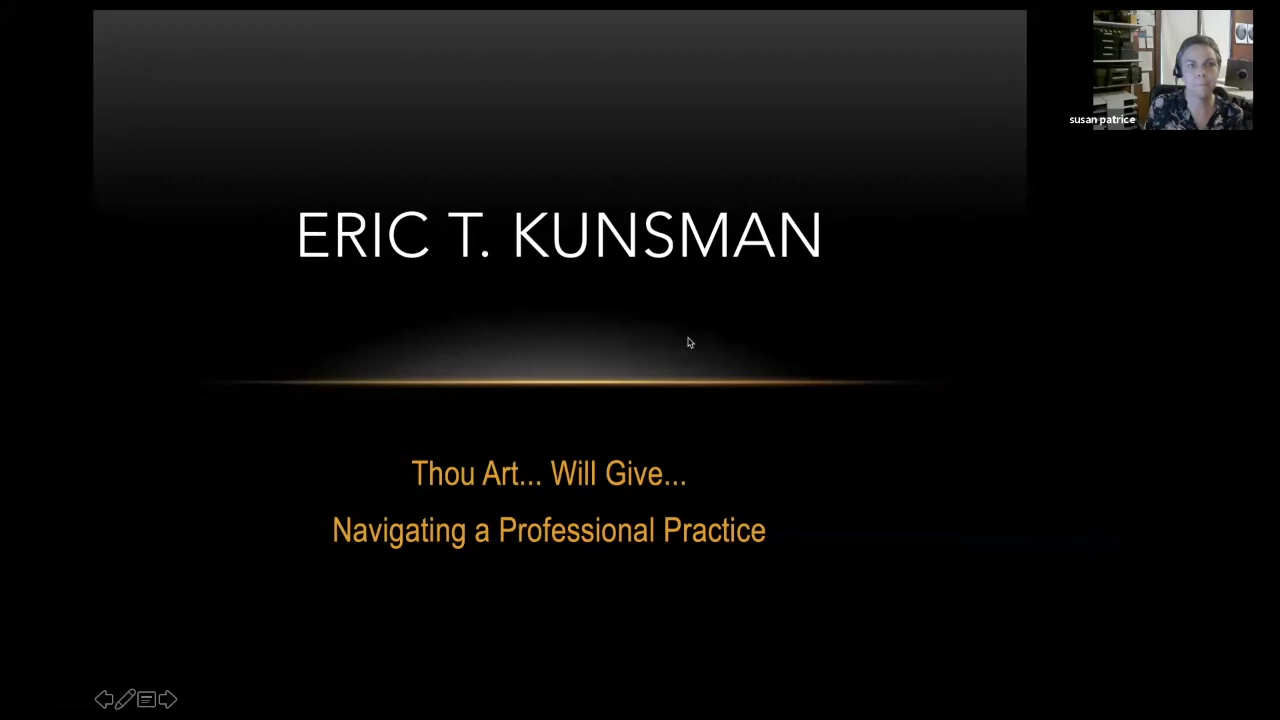 ERIC T. KUNSMAN
Thou Art... Will Give...
Navigating a Professional Practice
susan patrice